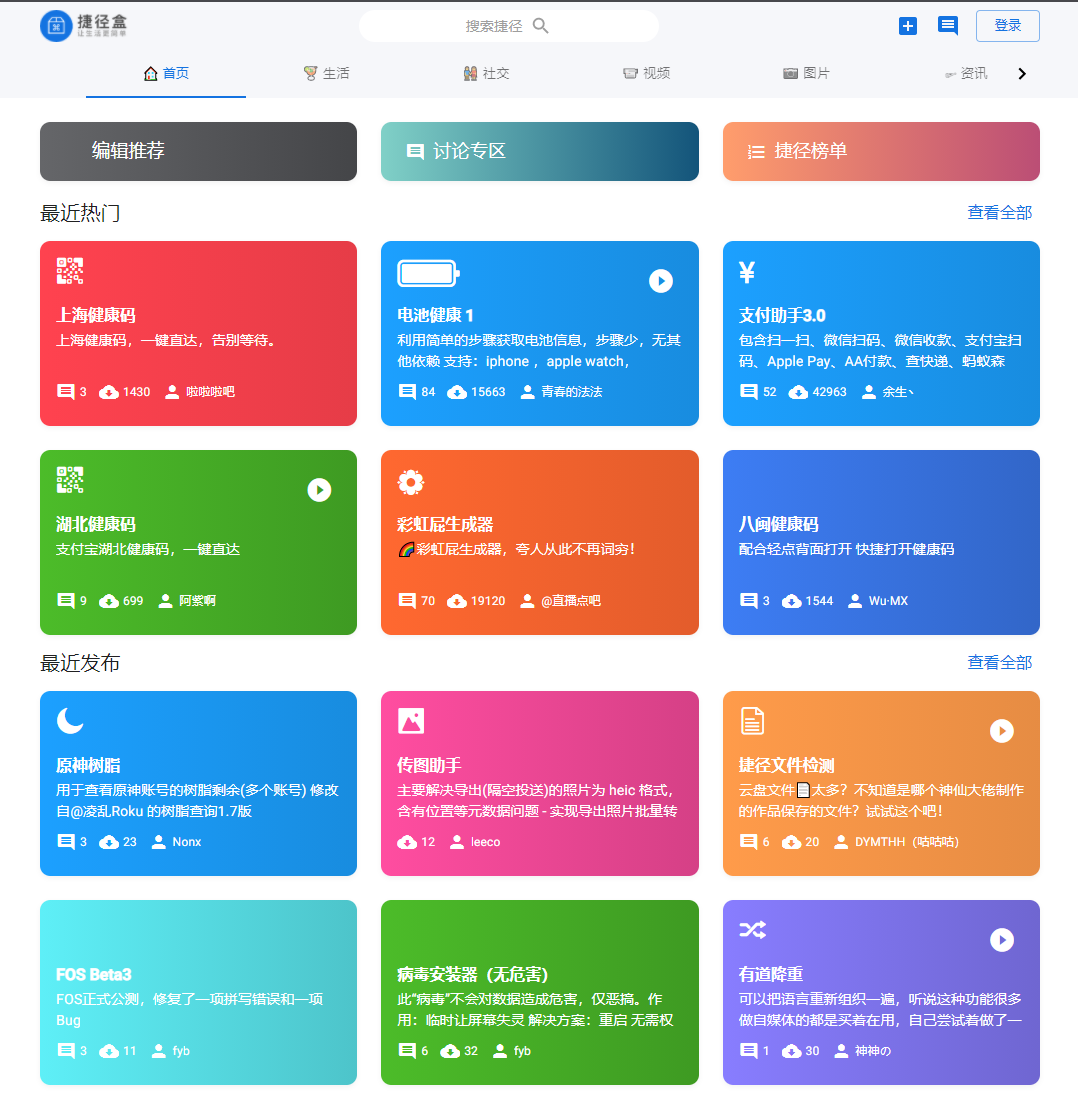 捷径盒
让生活更简单
搜索捷径
登录
首页
生活
社交
视频
图片
资讯
编辑推荐
讨论专区
捷径榜单
最近热门
查看全部
上海健康码
上海健康码，一键直达，告别等待。
3 1430 啦啦啦吧
电池健康 1
利用简单的步骤获取电池信息，步骤少，无其
他依赖 支持：iphone ，apple watch，
84 15663 青春的法法
支付助手3.0
包含扫一扫、微信扫码、微信收款、支付宝扫
码、Apple Pay、AA付款、查快递、蚂蚁森
52 42963 余生丶
湖北健康码
支付宝湖北健康码，一键直达
9 699 阿紫啊
彩虹屁生成器
🌈彩虹屁生成器，夸人从此不再词穷！
70 19120 @直播点吧
八闽健康码
配合轻点背面打开 快捷打开健康码
3 1544 Wu·MX
最近发布
查看全部
原神树脂
用于查看原神账号的树脂剩余(多个账号) 修改
自@凌乱Roku 的树脂查询1.7版
3 23 Nonx
传图助手
主要解决导出(隔空投送)的照片为 heic 格式，
含有位置等元数据问题 - 实现导出照片批量转
12 leeco
捷径文件检测
云盘文件📄太多？不知道是哪个神仙大佬制作
的作品保存的文件？试试这个吧！
6 20 DYMTHH（咕咕咕）
FOS Beta3
FOS正式公测，修复了一项拼写错误和一项
Bug
3 11 fyb
病毒安装器（无危害）
此“病毒”不会对数据造成危害，仅恶搞。作
用：临时让屏幕失灵 解决方案：重启 无需权
6 32 fyb
有道降重
可以把语言重新组织一遍，听说这种功能很多
做自媒体的都是买着在用，自己尝试着做了一
1 30 神神の